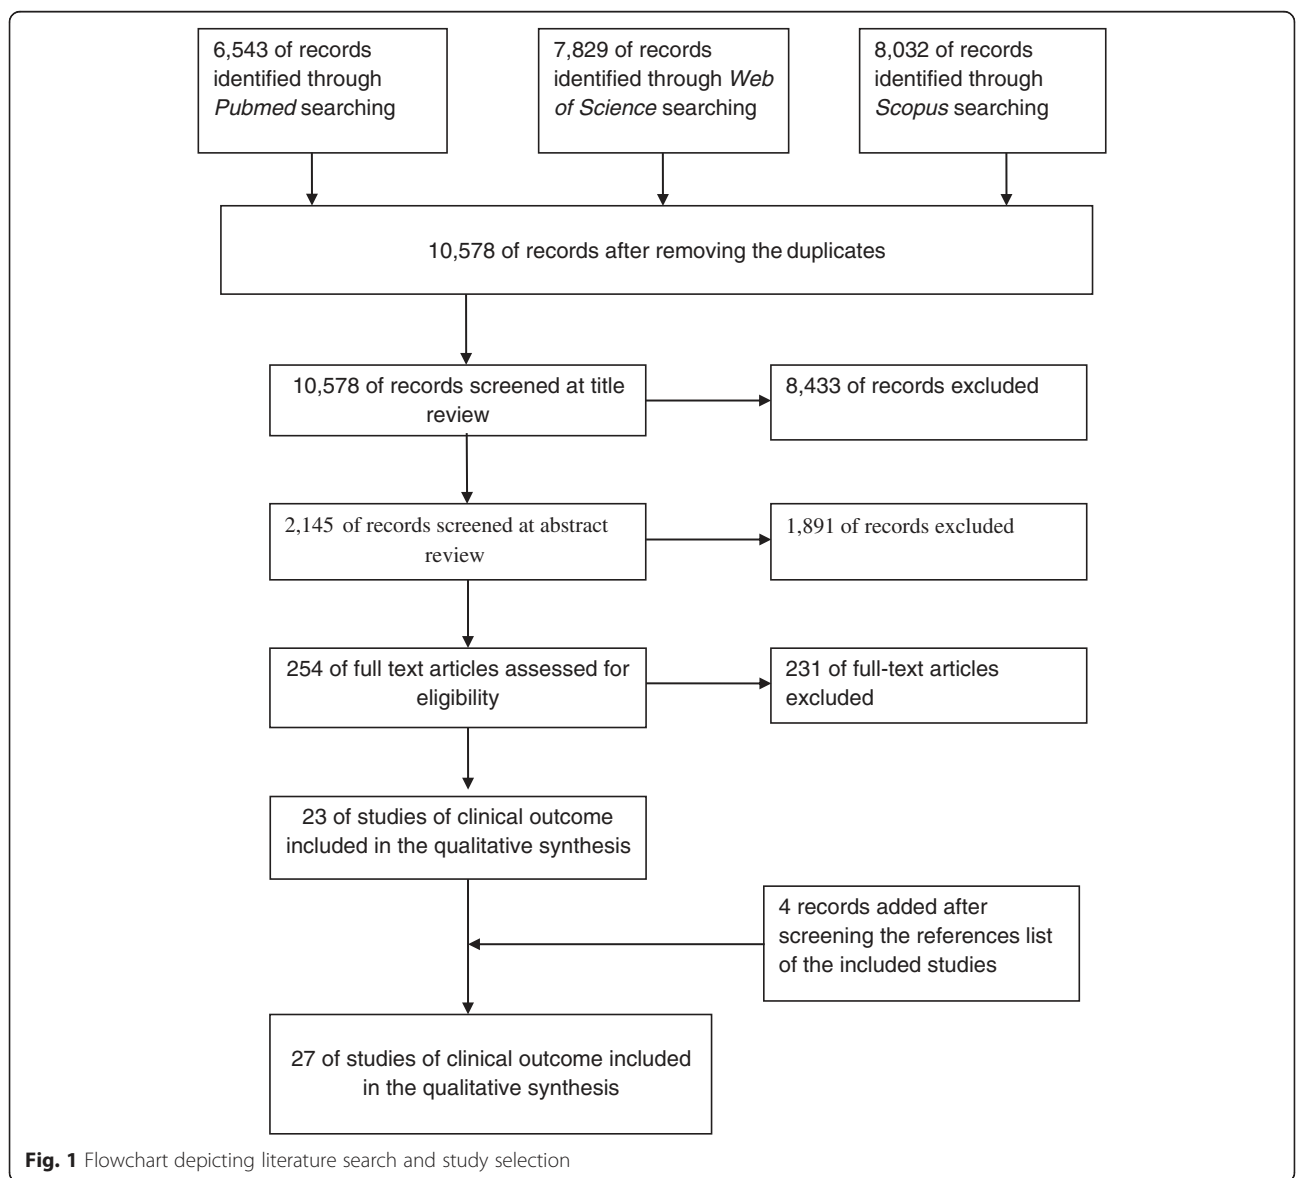 6,543 of records
identified through
Pubmed searching
7,829 of records
identified through Web
of Science searching
8,032 of records
identified through
Scopus searching
10,578 of records after removing the duplicates
10,578 of records screened at title
review
8,433 of records excluded
2,145 of records screened at abstract
review
1,891 of records excluded
254 of full text articles assessed for
eligibility
231 of full-text articles
excluded
23 of studies of clinical outcome
included in the qualitative synthesis
4 records added after
screening the references list
of the included studies
27 of studies of clinical outcome included
in the qualitative synthesis
Fig. 1 Flowchart depicting literature search and study selection